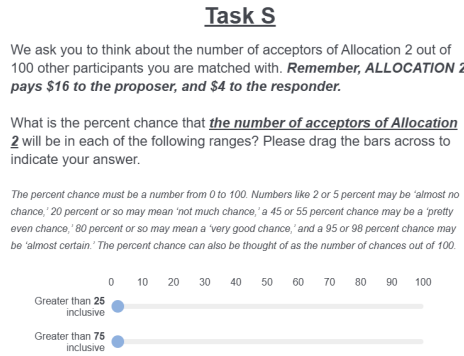 Task S
We ask you to think about the number of acceptors of Allocation 2 out of
100 other participants you are matched with. Remember, ALLOCATION 2
pays $16 to the proposer, and $4 to the responder.
What is the percent chance that the number of acceptors of Allocation
2 will be in each of the following ranges? Please drag the bars across to
indicate your answer.
The percent chance must be a number from 0 to 100. Numbers like 2 or 5 percent may be 'almost no
chance,' 20 percent or so may mean 'not much chance,' a 45 or 55 percent chance may be a 'pretty
even chance,' 80 percent or so may mean a 'very good chance,' and a 95 or 98 percent chance may
be 'almost certain.' The percent chance can also be thought of as the number of chances out of 100.
0 10 20 30 40 50 60 70 80 90 100
Greater than 25
inclusive
Greater than 75
inclusive